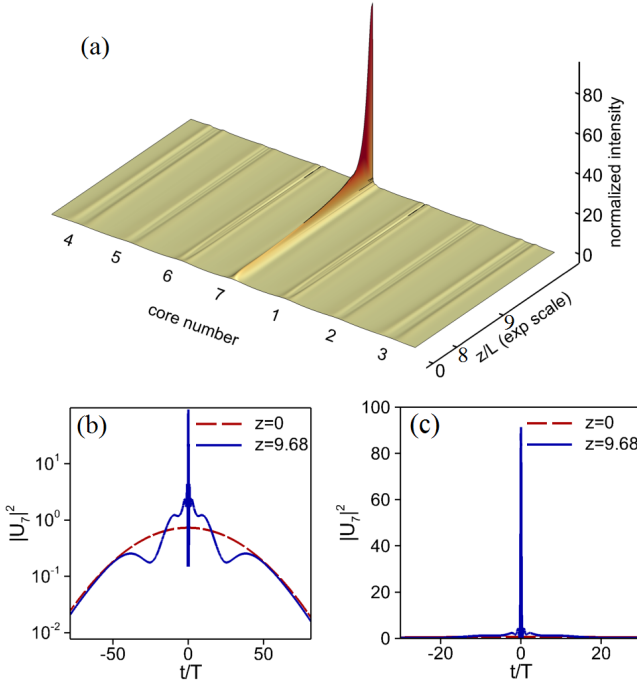 (a)
normalized intensity
80
60
40
20
0
4
5
6
7
1
2
3
core number
0
8
9
z/L (exp scale)
(b)
z=0
z=9.68
10¹
10⁰
10⁻¹
10⁻²
|U₇|²
-50
0
50
t/T
(c)
z=0
z=9.68
100
80
60
40
20
0
|U₇|²
-20
0
20
t/T